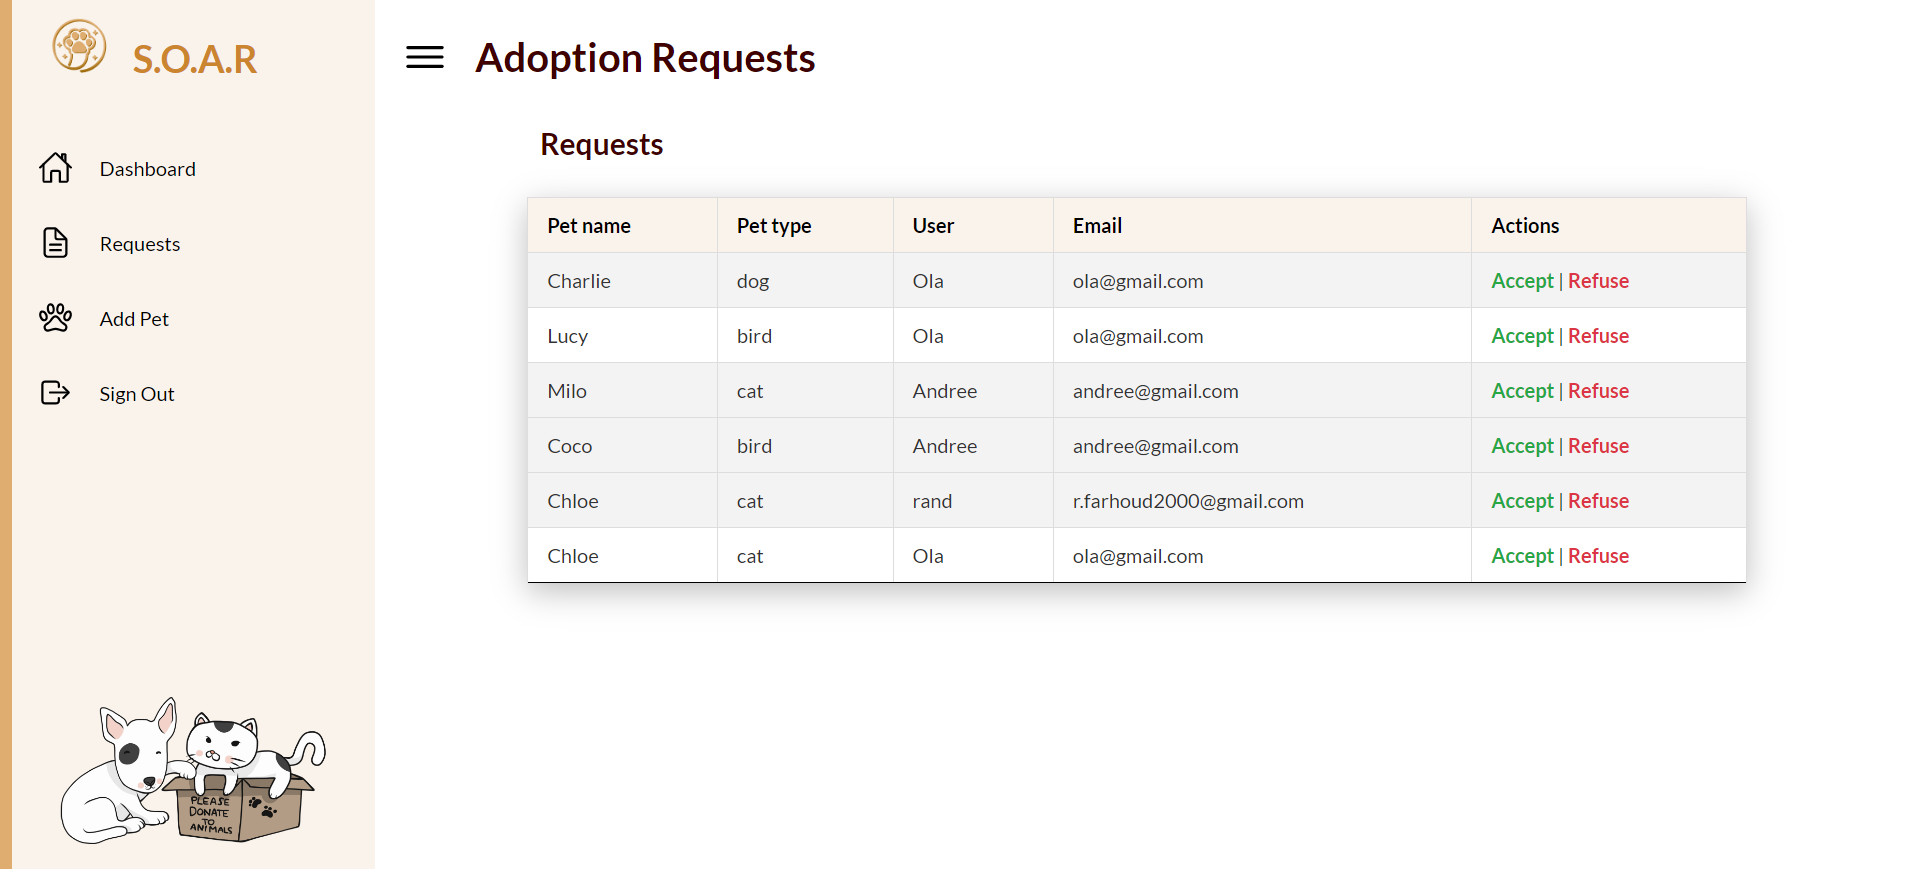 S.O.A.R
Dashboard
Requests
Add Pet
Sign Out
PLEASE
DONATE
TO
ANIMALS
Adoption Requests
Requests
Pet name Pet type User Email Actions
Charlie dog Ola ola@gmail.com Accept | Refuse
Lucy bird Ola ola@gmail.com Accept | Refuse
Milo cat Andree andree@gmail.com Accept | Refuse
Coco bird Andree andree@gmail.com Accept | Refuse
Chloe cat rand r.farhoud2000@gmail.com Accept | Refuse
Chloe cat Ola ola@gmail.com Accept | Refuse